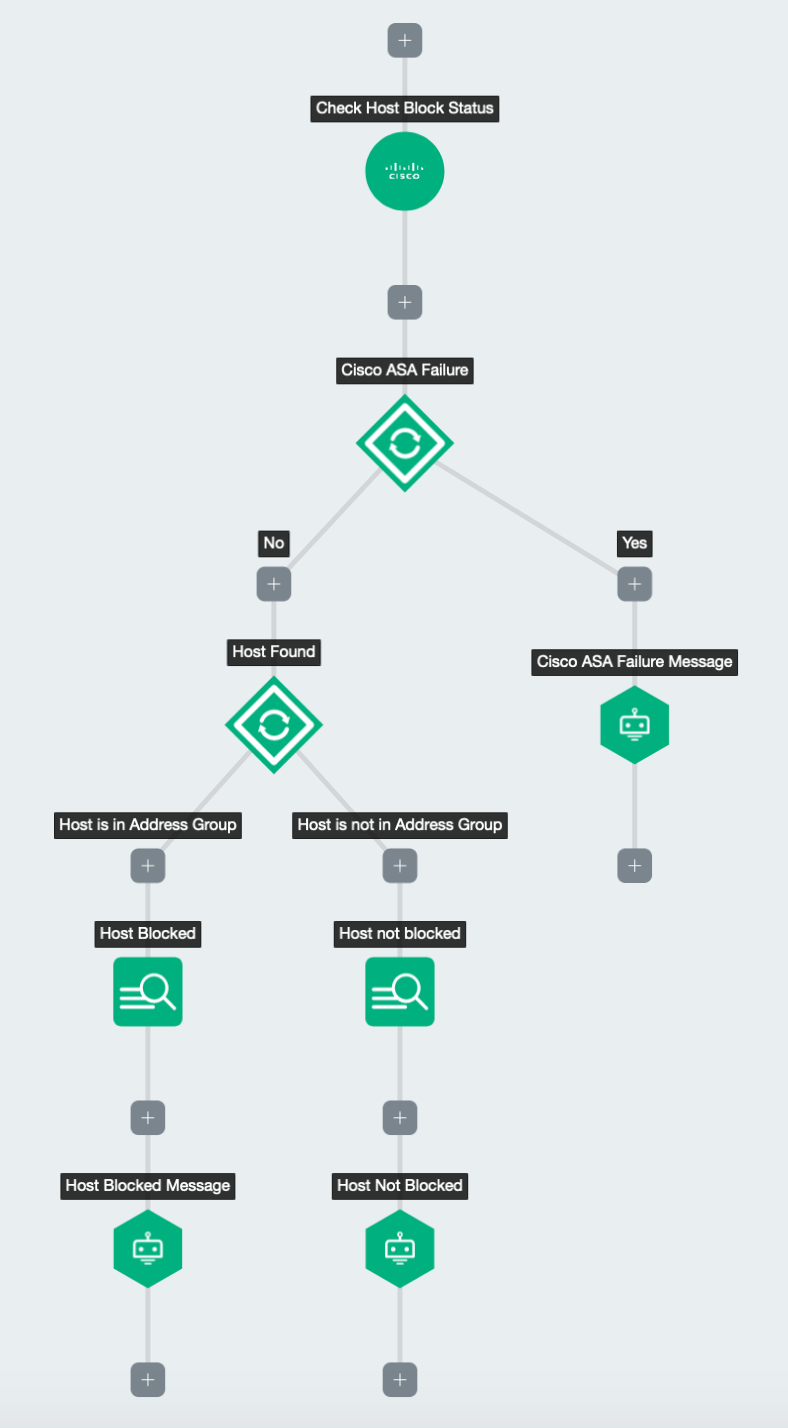 Check Host Block Status
CISCO
Cisco ASA Failure
No
Yes
Host Found
Cisco ASA Failure Message
Host is in Address Group
Host is not in Address Group
Host Blocked
Host not blocked
Host Blocked Message
Host Not Blocked